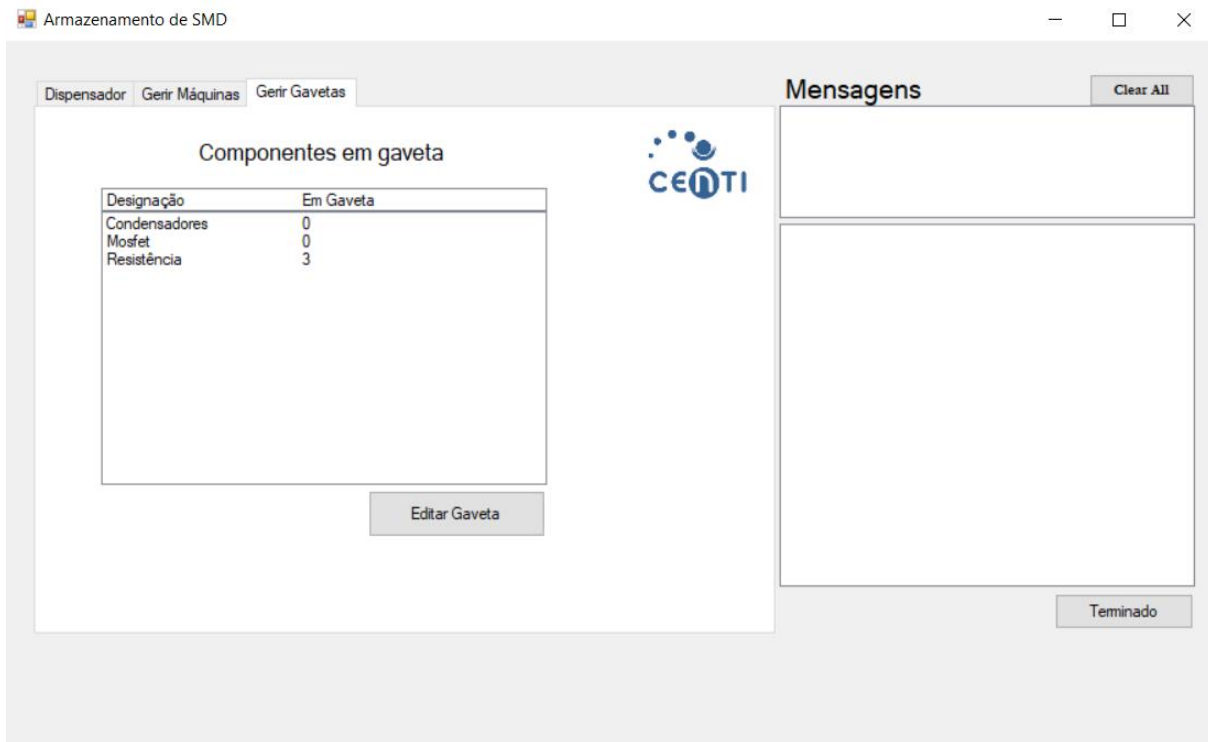 Armazenamento de SMD
Dispensador Gerir Máquinas Gerir Gavetas
Componentes em gaveta
CENTI
Designação Em Gaveta
Condensadores 0
Mosfet 0
Resistência 3
Editar Gaveta
Mensagens
Clear All
Terminado